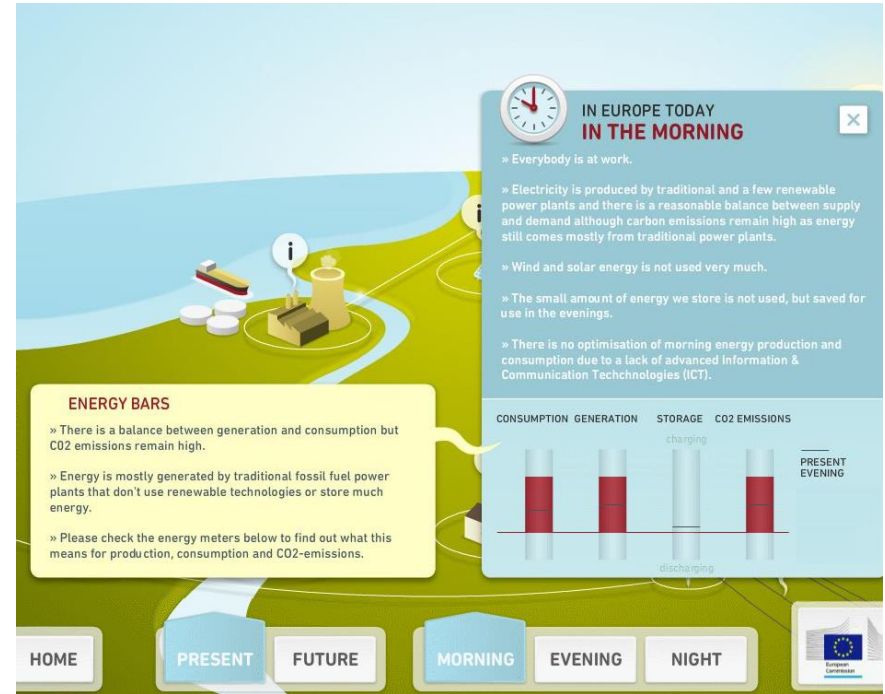 IN EUROPE TODAY
IN THE MORNING
» Everybody is at work.
» Electricity is produced by traditional and a few renewable
power plants and there is a reasonable balance between supply
and demand although carbon emissions remain high as energy
still comes mostly from traditional power plants.
» Wind and solar energy is not used very much.
» The small amount of energy we store is not used, but saved for
use in the evenings.
» There is no optimisation of morning energy production and
consumption due to a lack of advanced Information &
Communication Techchnologies (ICT).
i
i
ENERGY BARS
» There is a balance between generation and consumption but
C02 emissions remain high.
» Energy is mostly generated by traditional fossil fuel power
plants that don't use renewable technologies or store much
energy.
» Please check the energy meters below to find out what this
means for production, consumption and CO2-emissions.
CONSUMPTION GENERATION STORAGE CO2 EMISSIONS
charging
PRESENT
EVENING
discharging
HOME
PRESENT
FUTURE
MORNING
EVENING
NIGHT
European
Commission